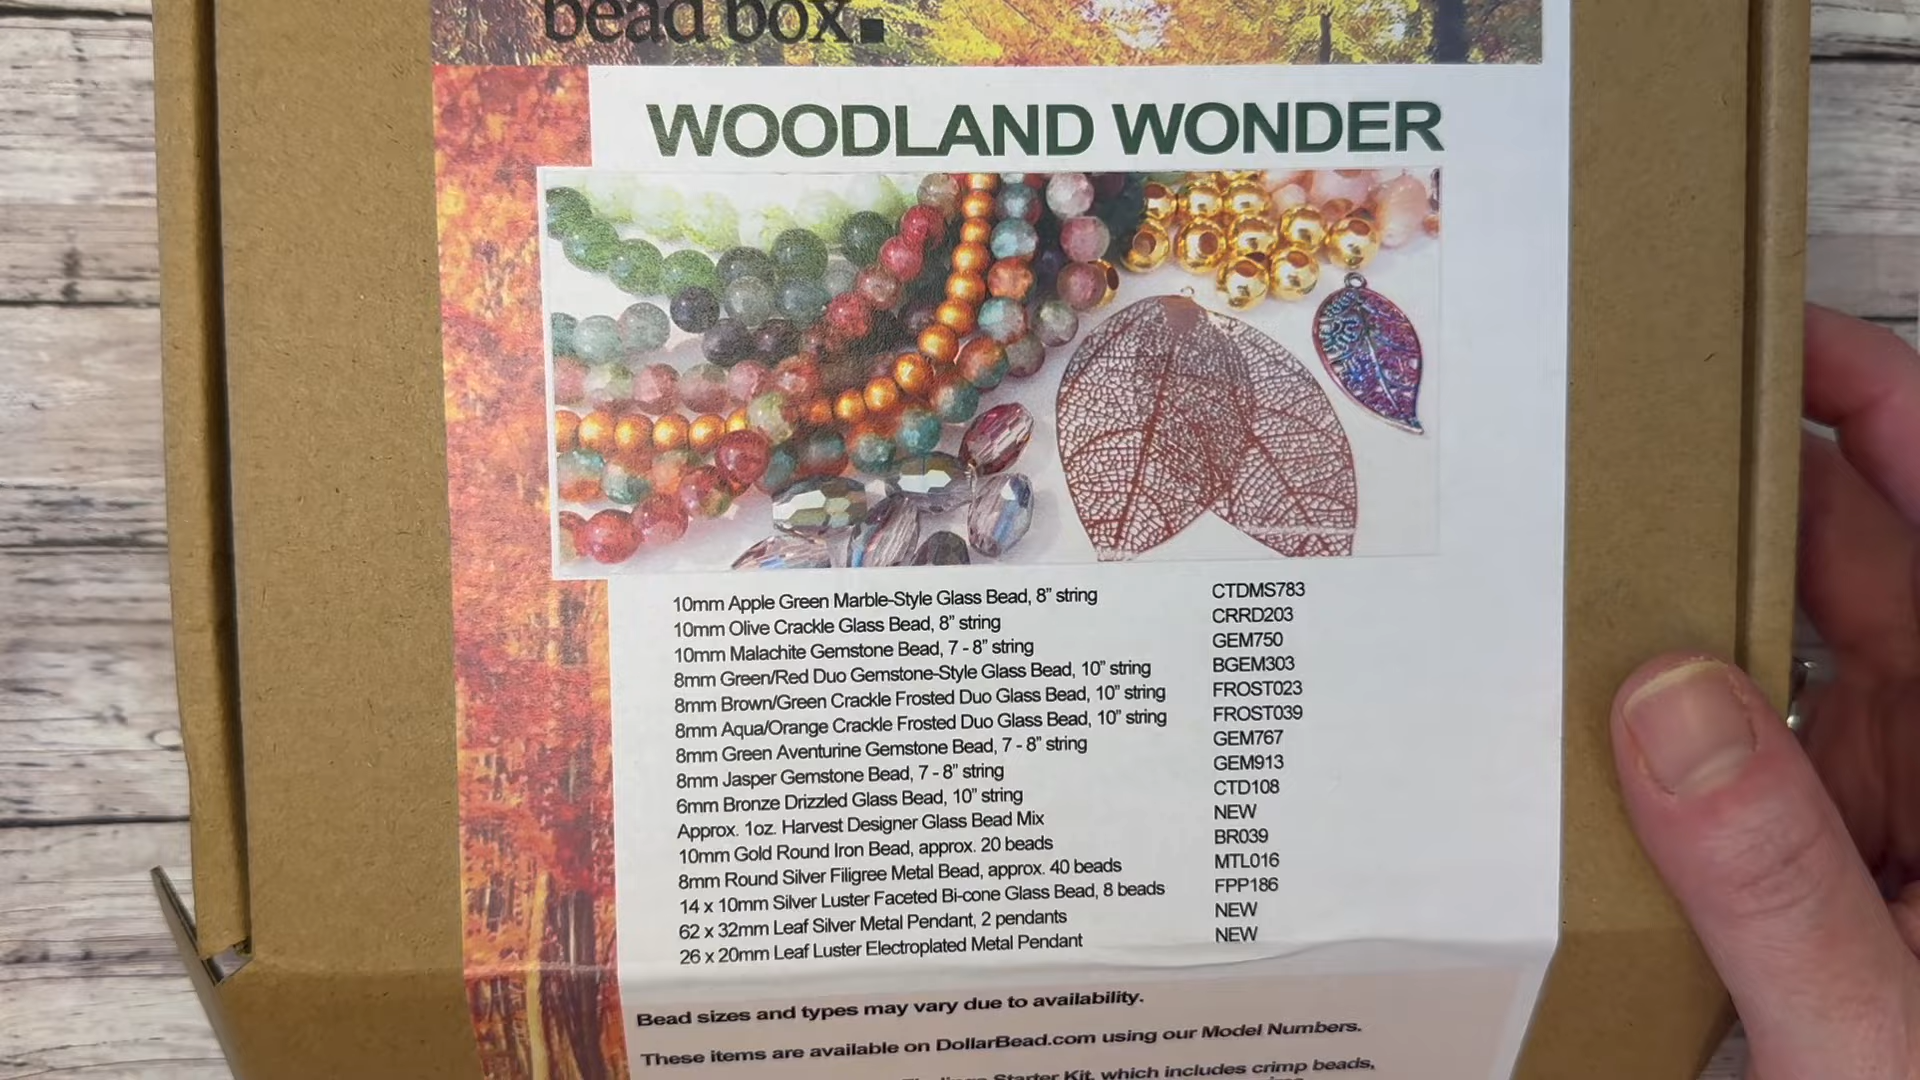 bead box.
WOODLAND WONDER
10mm Apple Green Marble-Style Glass Bead, 8” string CTDMS783
10mm Olive Crackle Glass Bead, 8” string CRRD203
10mm Malachite Gemstone Bead, 7 - 8” string GEM750
8mm Green/Red Duo Gemstone-Style Glass Bead, 10” string BGEM303
8mm Brown/Green Crackle Frosted Duo Glass Bead, 10” string FROST023
8mm Aqua/Orange Crackle Frosted Duo Glass Bead, 10” string FROST039
8mm Green Aventurine Gemstone Bead, 7 - 8” string GEM767
8mm Jasper Gemstone Bead, 7 - 8” string GEM913
6mm Bronze Drizzled Glass Bead, 10” string CTD108
Approx. 1oz. Harvest Designer Glass Bead Mix NEW
10mm Gold Round Iron Bead, approx. 20 beads BR039
8mm Round Silver Filigree Metal Bead, approx. 40 beads MTL016
14 x 10mm Silver Luster Faceted Bi-cone Glass Bead, 8 beads FPP186
62 x 32mm Leaf Silver Metal Pendant, 2 pendants NEW
26 x 20mm Leaf Luster Electroplated Metal Pendant NEW
Bead sizes and types may vary due to availability.
These items are available on DollarBead.com using our Model Numbers.
Starter Kit, which includes crimp beads,